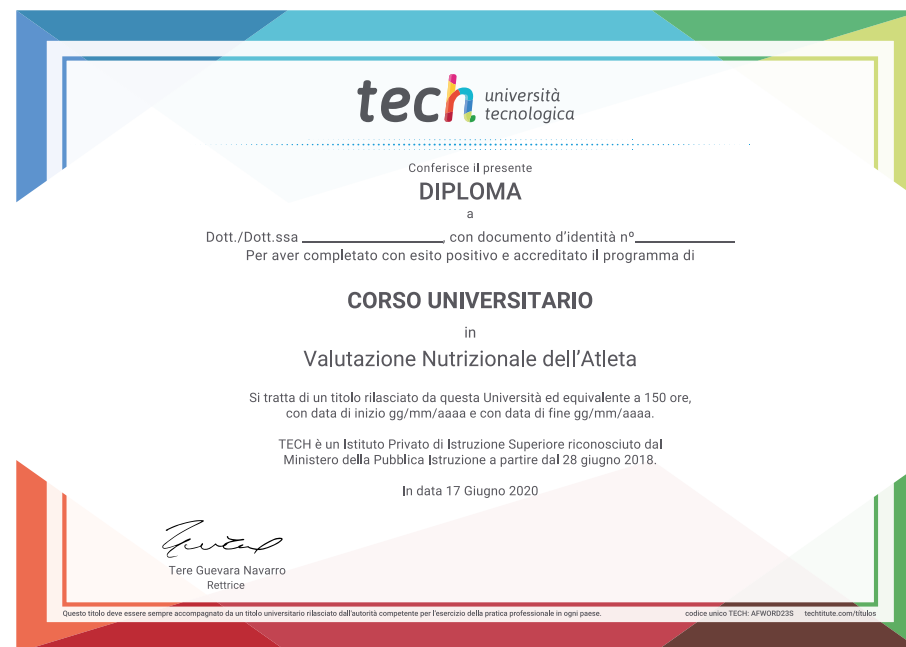 tech università
tecnologica
Conferisce il presente
DIPLOMA
a
Dott./Dott.ssa ____________________, con documento d'identità nº______________
Per aver completato con esito positivo e accreditato il programma di
CORSO UNIVERSITARIO
in
Valutazione Nutrizionale dell'Atleta
Si tratta di un titolo rilasciato da questa Università ed equivalente a 150 ore,
con data di inizio gg/mm/aaaa e con data di fine gg/mm/aaaa.
TECH è un Istituto Privato di Istruzione Superiore riconosciuto dal
Ministero della Pubblica Istruzione a partire dal 28 giugno 2018.
In data 17 Giugno 2020
Tere Guevara Navarro
Rettrice
Questo titolo deve essere sempre accompagnato da un titolo universitario rilasciato dall'autorità competente per l'esercizio della pratica professionale in ogni paese. codice unico TECH: AFWORD23S techtitute.com/titulos